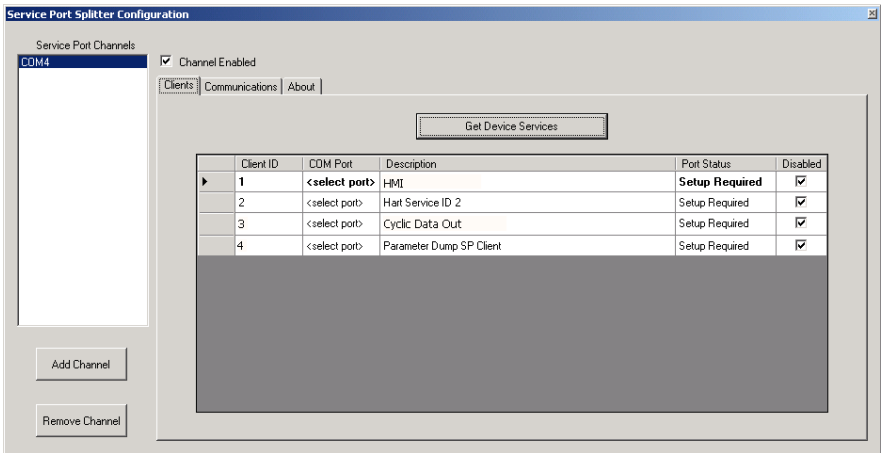 Service Port Splitter Configuration
Service Port Channels
COM4
Channel Enabled
Clients Communications About
Get Device Services
Client ID COM Port Description Port Status Disabled
1 <select port> HMI Setup Required
2 <select port> Hart Service ID 2 Setup Required
3 <select port> Cyclic Data Out Setup Required
4 <select port> Parameter Dump SP Client Setup Required
Add Channel
Remove Channel